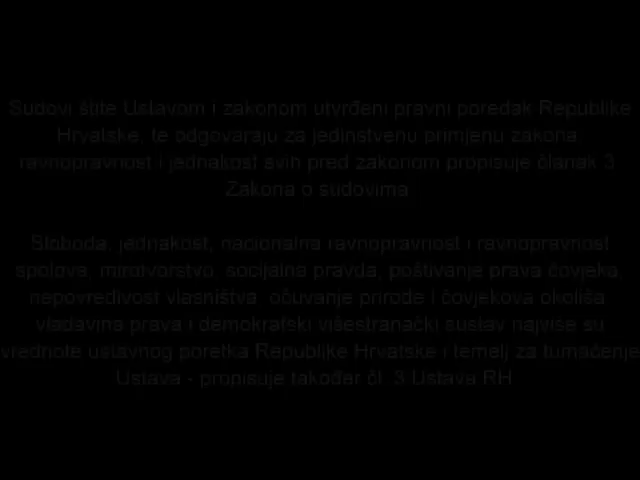 Sudovi štite Ustavom i zakonom utvrđeni pravni poredak Republike
Hrvatske, te odgovaraju za jedinstvenu primjenu zakona
ravnopravnost i jednakost svih pred zakonom propisuje članak 3
Zakona o sudovima
Sloboda, jednakost, nacionalna ravnopravnost i ravnopravnost
spolova, mirotvorstvo, socijalna pravda, poštivanje prava čovjeka,
nepovredivost vlasništva, očuvanje prirode i čovjekova okoliša
vladavina prava i demokratski višestranački sustav najviše su
vrednote ustavnog poretka Republike Hrvatske i temelj za tumačenje
Ustava - propisuje također čl. 3 Ustava RH